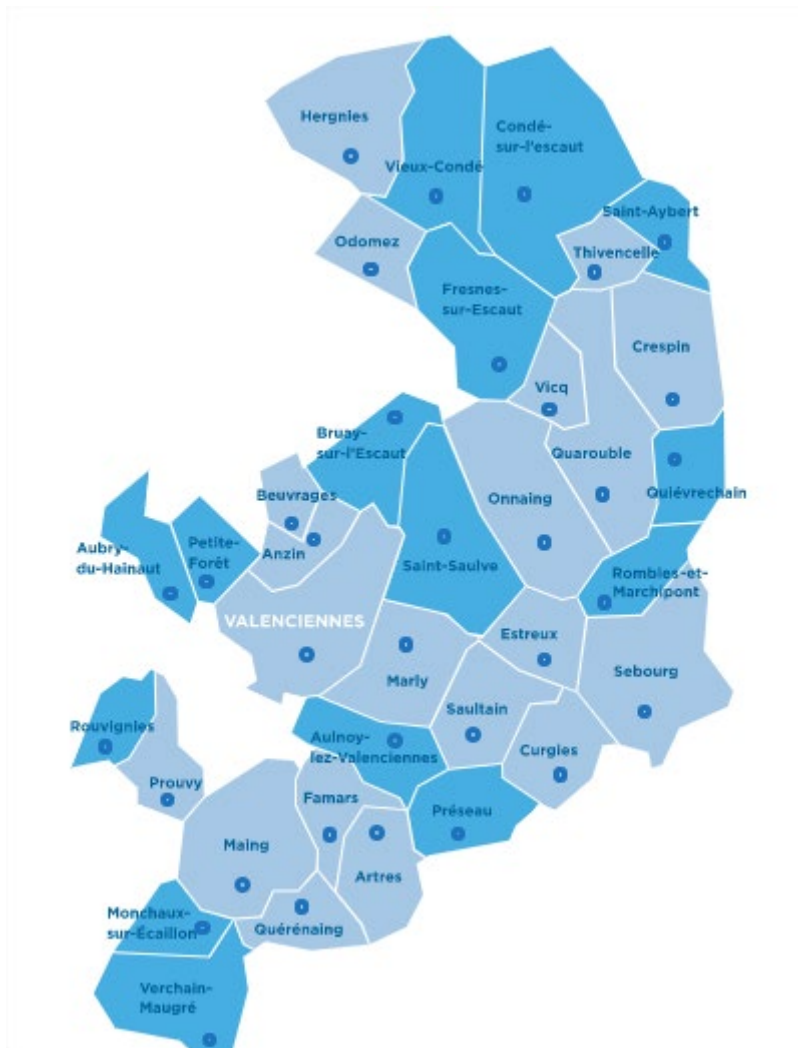 Hergnies
Condé-
sur-l'escaut
Vieux-Condé
Saint-Aybert
Odomez
Thivencelle
Fresnes-
sur-Escaut
Crespin
Vicq
Bruay-
sur-l'Escaut
Quarouble
Beuvrages
Onnaing
Quiévrechain
Petite-
Forêt
Aubry-
du-Hainaut
Anzin
Saint-Saulve
Rombies-et-
Marchipont
VALENCIENNES
Estreux
Marly
Sebourg
Saultain
Rouvignies
Aulnoy-
lez-Valenciennes
Curgies
Prouvy
Famars
Préseau
Maing
Artres
Monchaux-
sur-Écaillon
Quérénaing
Verchain-
Maugré